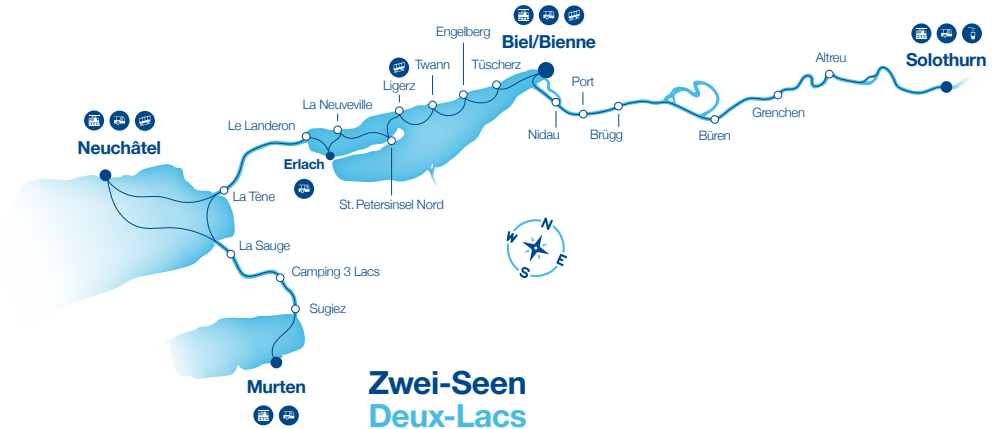 Engelberg
Biel/Bienne
Twann
Tüscherz
Ligerz
La Neuveville
Le Landeron
Erlach
St. Petersinsel Nord
Port
Nidau
Brügg
Büren
Grenchen
Altreu
Solothurn
Neuchâtel
La Tène
La Sauge
Camping 3 Lacs
Sugiez
Murten
N
W
E
S
Zwei-Seen
Deux-Lacs